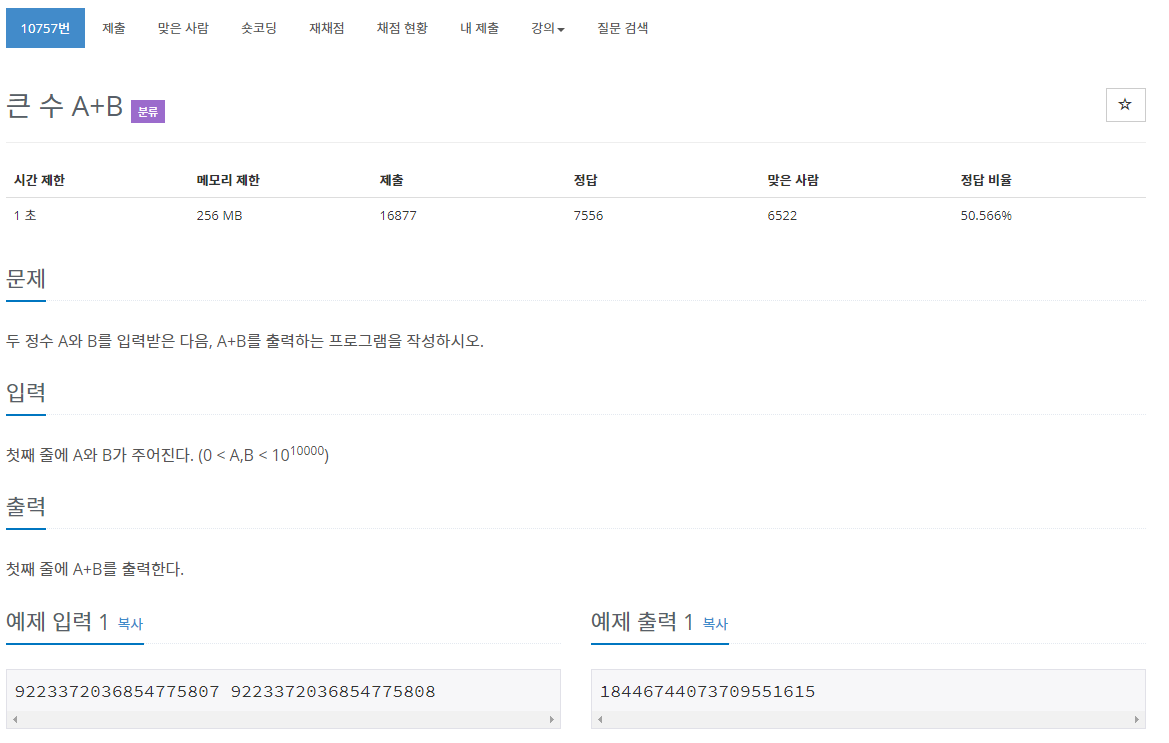 10757번 제출 맞은 사람 숏코딩 재채점 채점 현황 내 제출 강의 질문 검색
큰 수 A+B 분류
시간 제한 메모리 제한 제출 정답 맞은 사람 정답 비율
1 초 256 MB 16877 7556 6522 50.566%
문제
두 정수 A와 B를 입력받은 다음, A+B를 출력하는 프로그램을 작성하시오.
입력
첫째 줄에 A와 B가 주어진다. (0 < A,B < 10^10000)
출력
첫째 줄에 A+B를 출력한다.
예제 입력 1 복사 예제 출력 1 복사
9223372036854775807 9223372036854775808 18446744073709551615